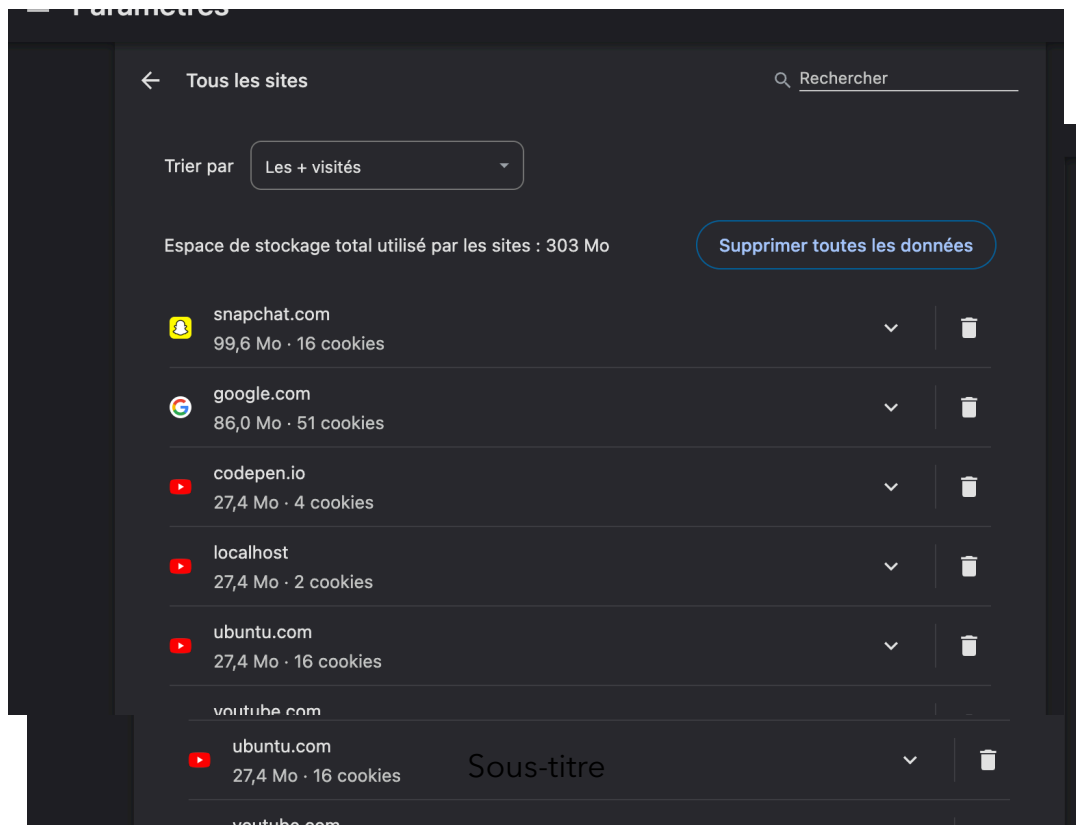 Paramètres
Tous les sites
Rechercher
Trier par
Les + visités
Espace de stockage total utilisé par les sites : 303 Mo
Supprimer toutes les données
snapchat.com
99,6 Mo · 16 cookies
google.com
86,0 Mo · 51 cookies
codepen.io
27,4 Mo · 4 cookies
localhost
27,4 Mo · 2 cookies
ubuntu.com
27,4 Mo · 16 cookies
youtube.com
ubuntu.com
27,4 Mo · 16 cookies
Sous-titre
youtube.com